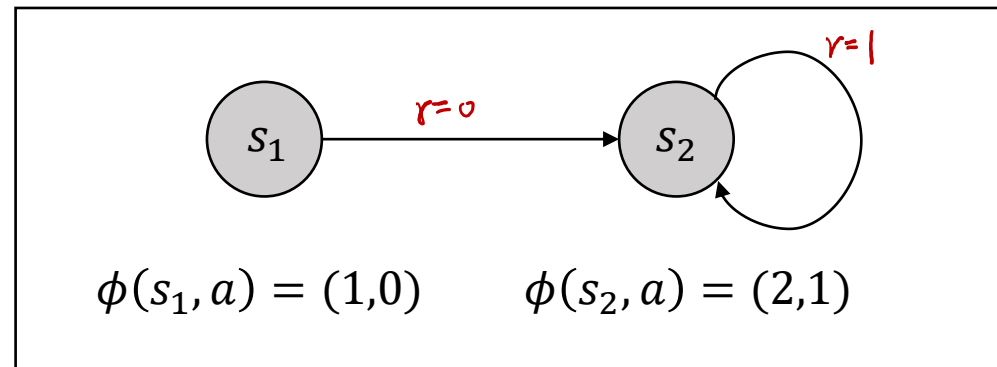 r=1
r=0
s₁ s₂
ϕ(s₁, a) = (1,0) ϕ(s₂, a) = (2,1)